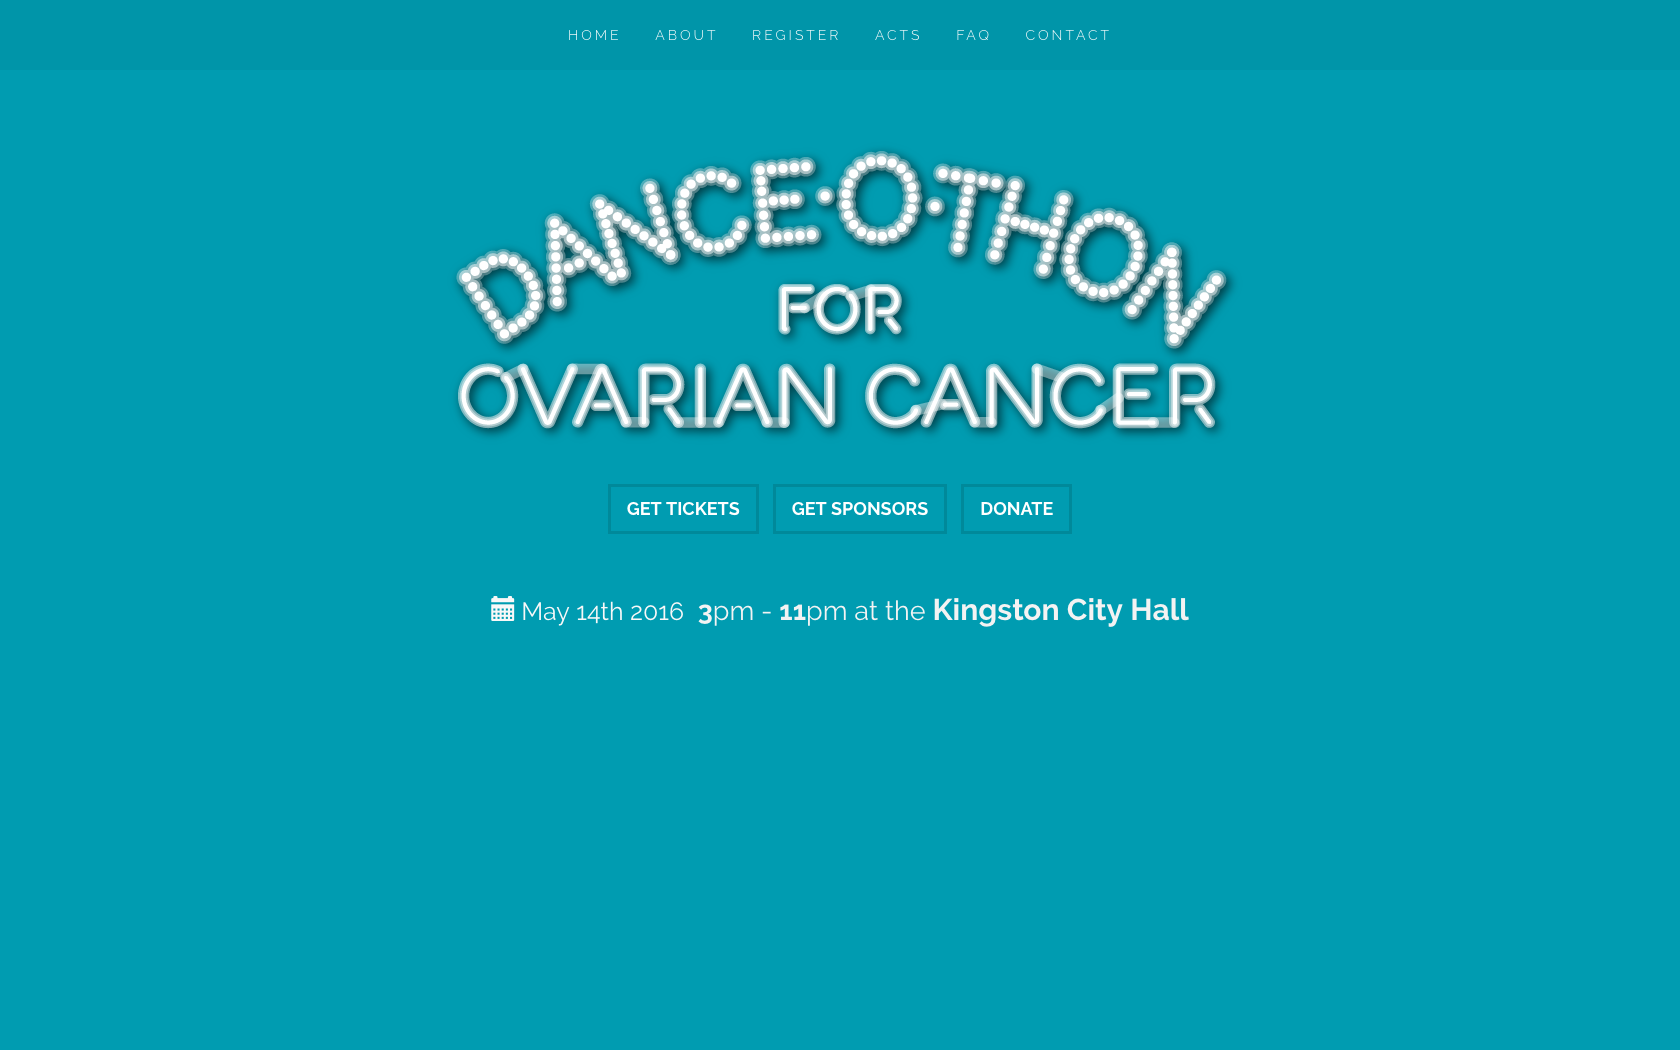 HOME ABOUT REGISTER ACTS FAQ CONTACT
DANCE·O·THON
FOR
OVARIAN CANCER
GET TICKETS GET SPONSORS DONATE
May 14th 2016 3pm - 11pm at the Kingston City Hall